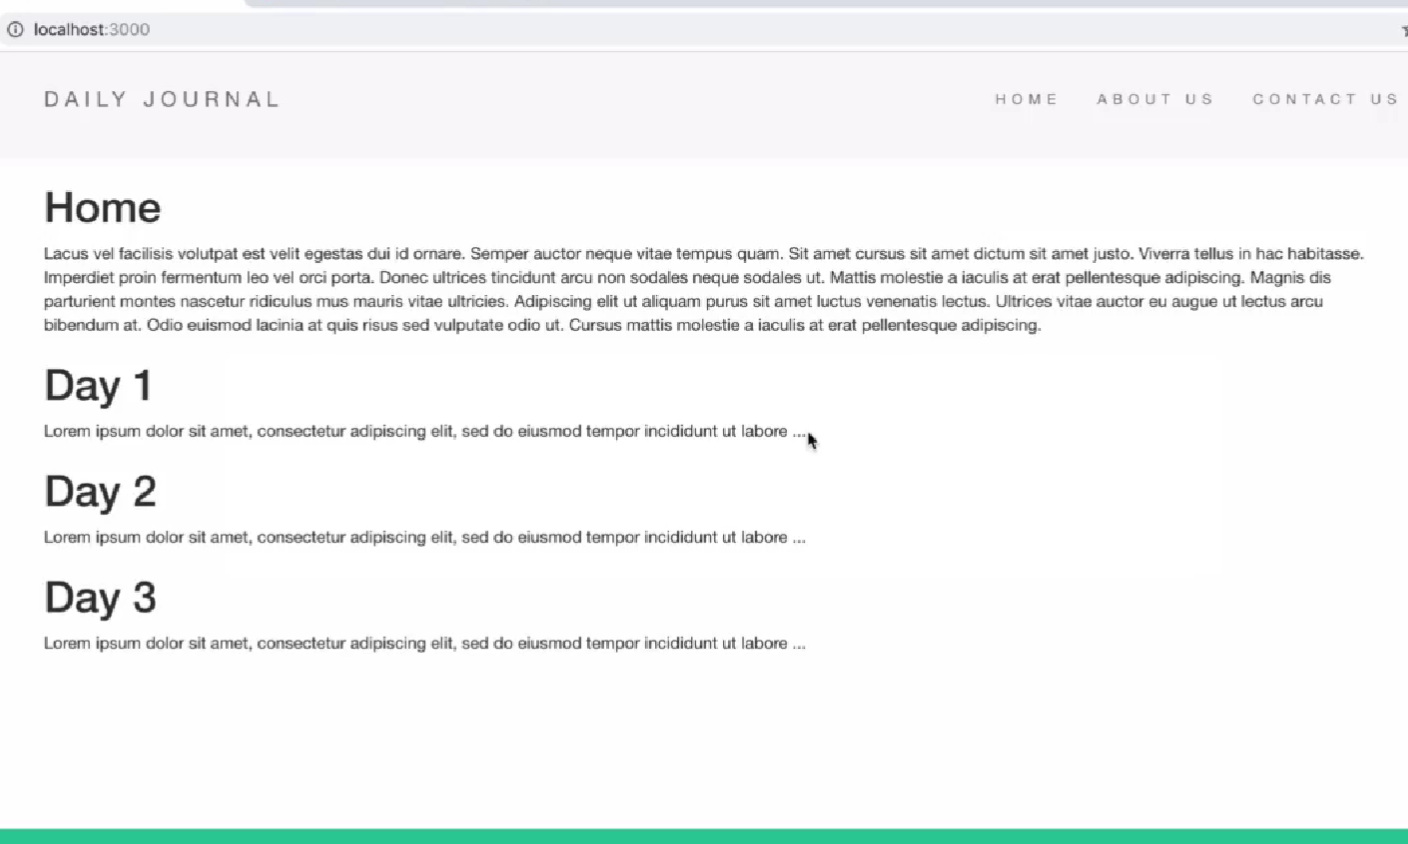 localhost:3000
DAILY JOURNAL
HOME ABOUT US CONTACT US
Home
Lacus vel facilisis volutpat est velit egestas dui id ornare. Semper auctor neque vitae tempus quam. Sit amet cursus sit amet dictum sit amet justo. Viverra tellus in hac habitasse.
Imperdiet proin fermentum leo vel orci porta. Donec ultrices tincidunt arcu non sodales neque sodales ut. Mattis molestie a iaculis at erat pellentesque adipiscing. Magnis dis
parturient montes nascetur ridiculus mus mauris vitae ultricies. Adipiscing elit ut aliquam purus sit amet luctus venenatis lectus. Ultrices vitae auctor eu augue ut lectus arcu
bibendum at. Odio euismod lacinia at quis risus sed vulputate odio ut. Cursus mattis molestie a iaculis at erat pellentesque adipiscing.
Day 1
Lorem ipsum dolor sit amet, consectetur adipiscing elit, sed do eiusmod tempor incididunt ut labore ...
Day 2
Lorem ipsum dolor sit amet, consectetur adipiscing elit, sed do eiusmod tempor incididunt ut labore ...
Day 3
Lorem ipsum dolor sit amet, consectetur adipiscing elit, sed do eiusmod tempor incididunt ut labore ...